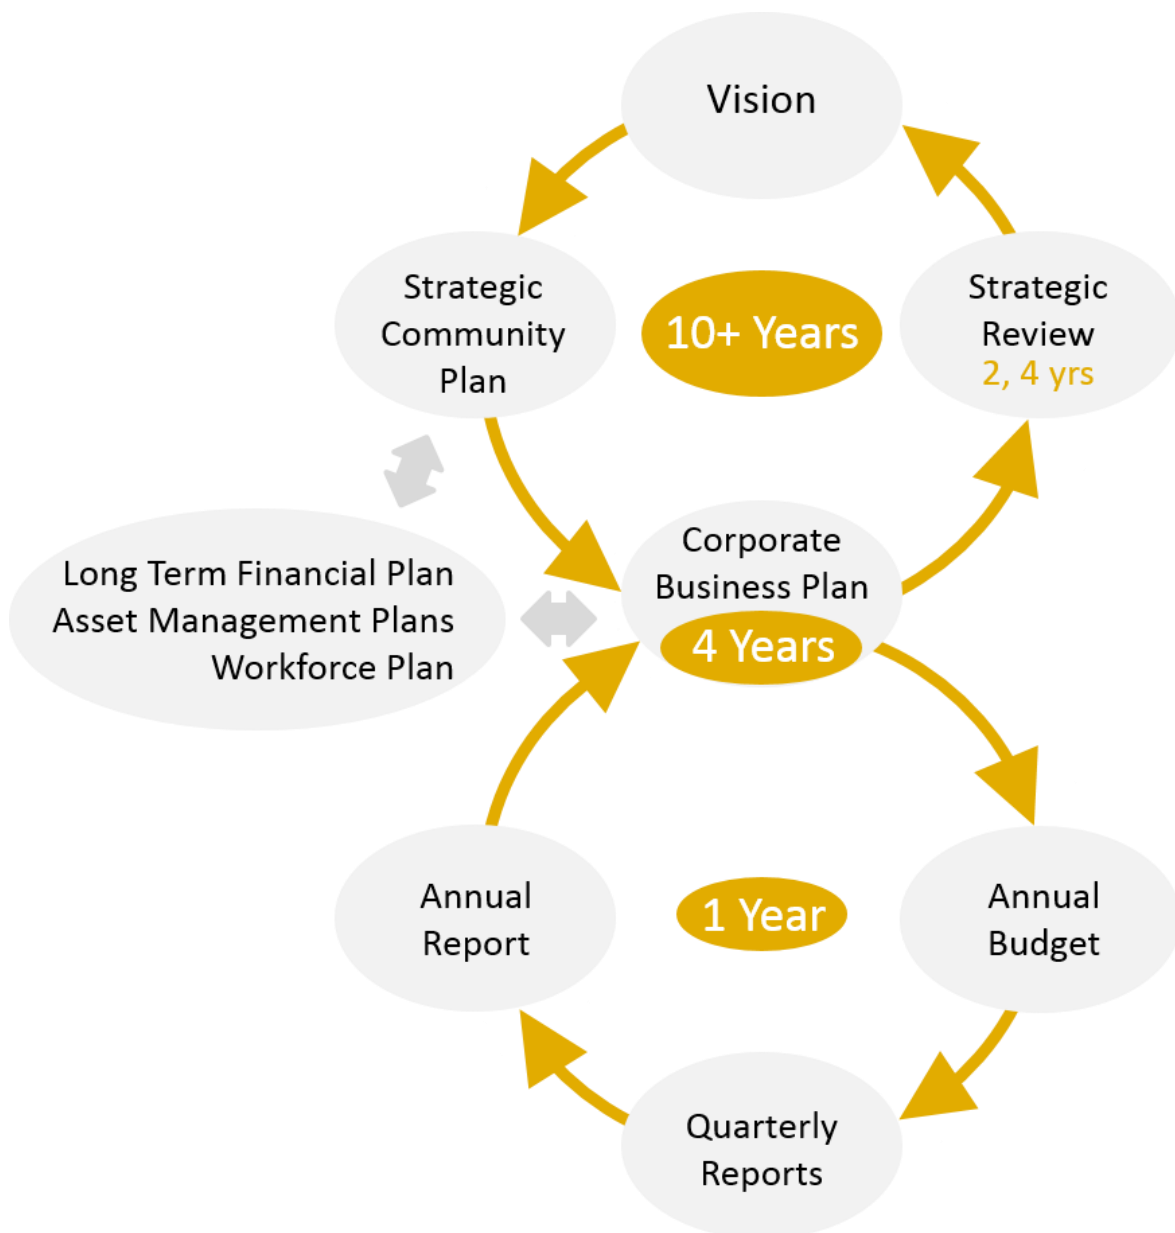 Vision
Strategic
Community
Plan
10+ Years
Strategic
Review
2, 4 yrs
Long Term Financial Plan
Asset Management Plans
Workforce Plan
Corporate
Business Plan
4 Years
Annual
Report
1 Year
Annual
Budget
Quarterly
Reports